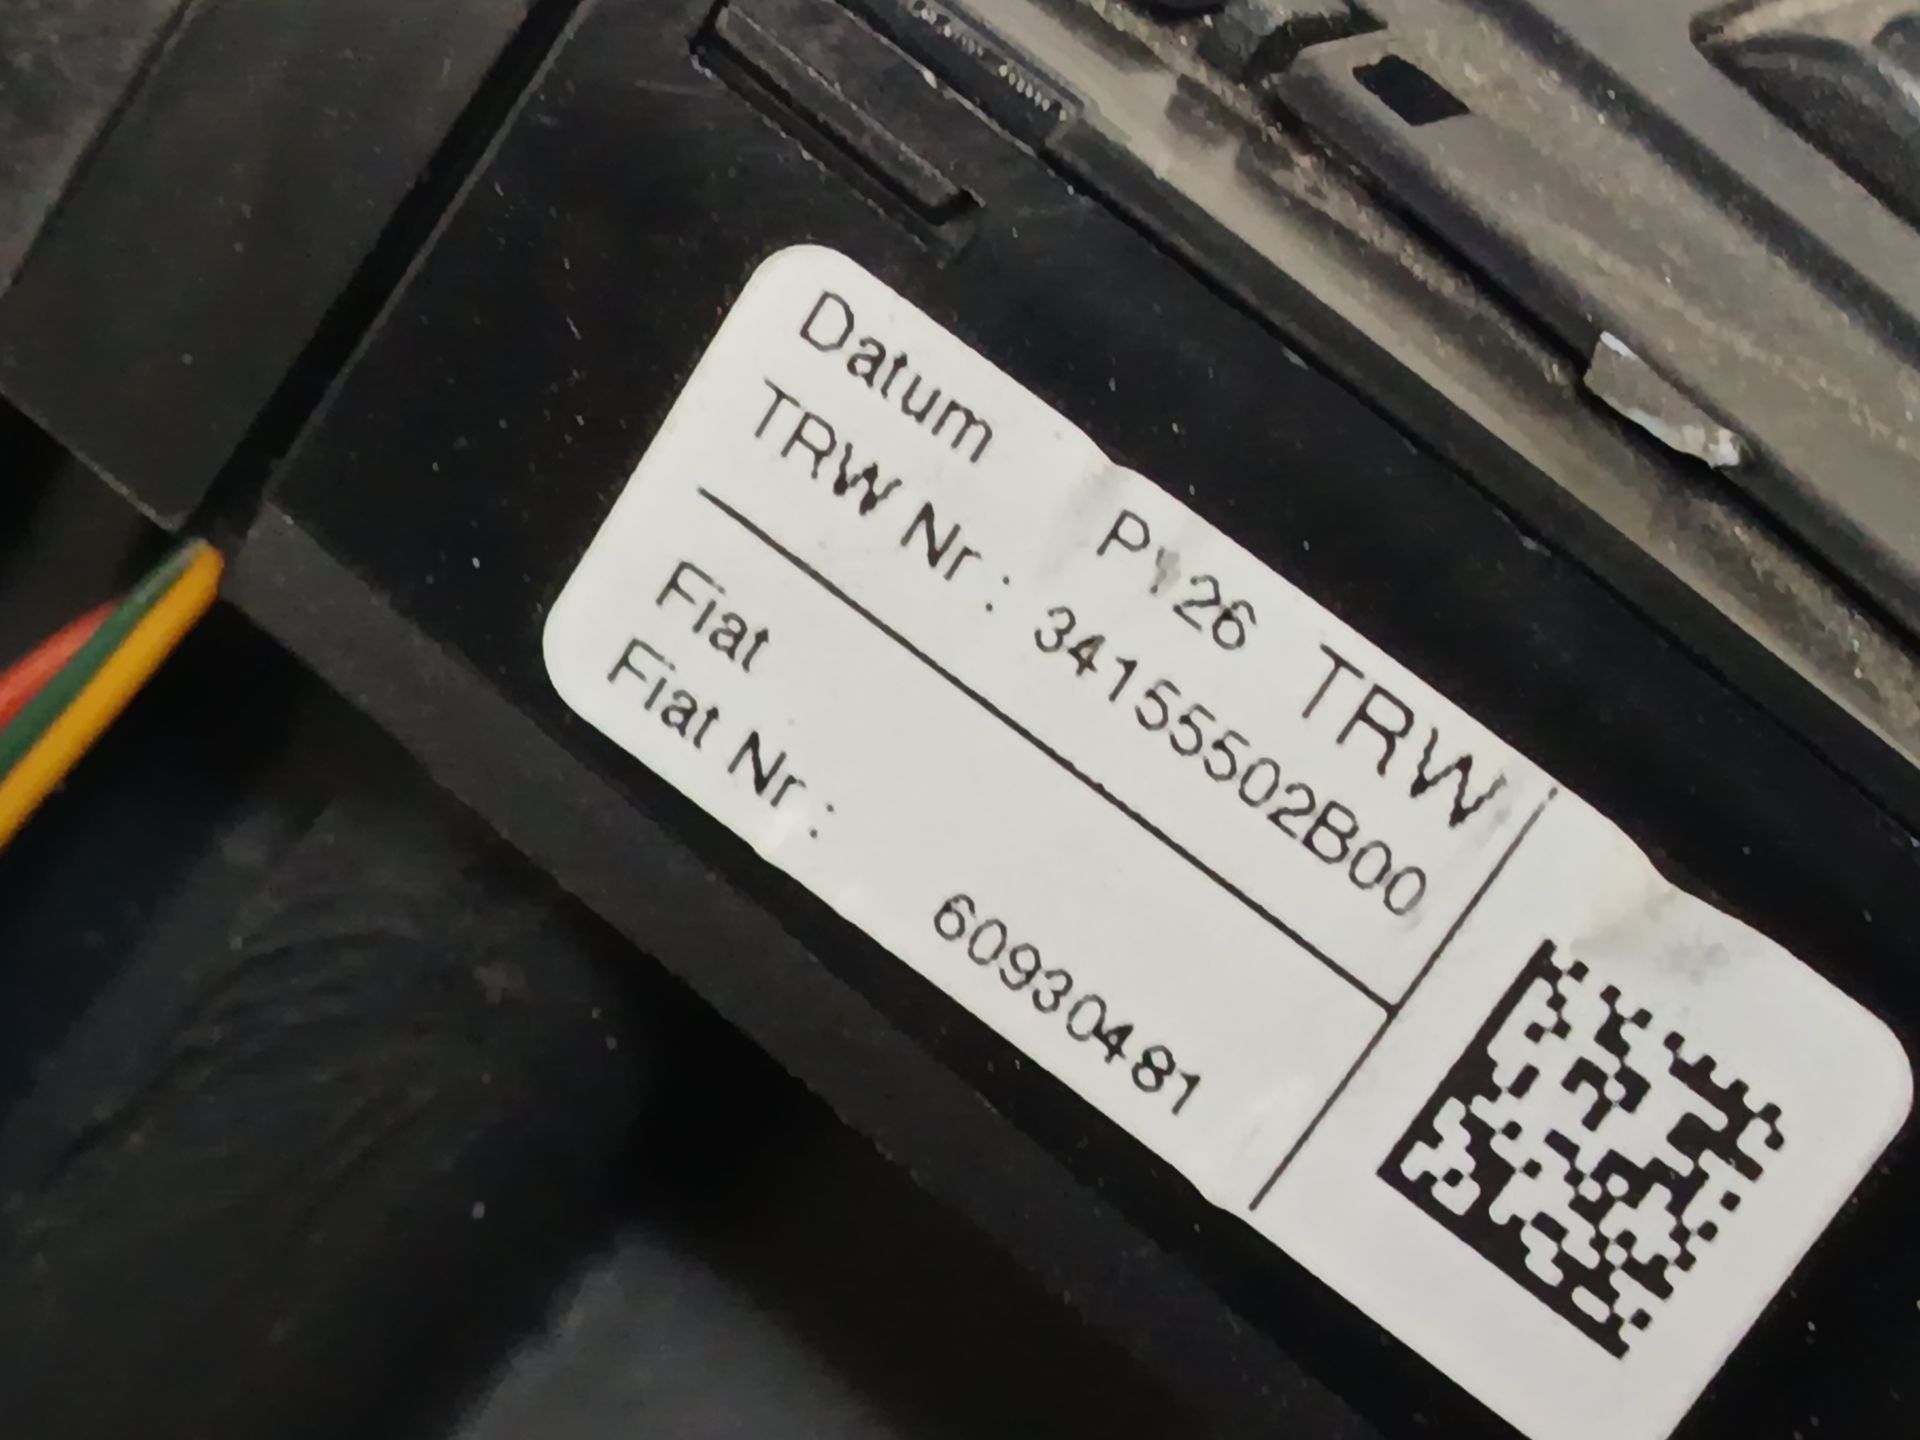 Datum P126 TRW
TRW Nr : 34155502B00
Fiat
Fiat Nr : 60930481